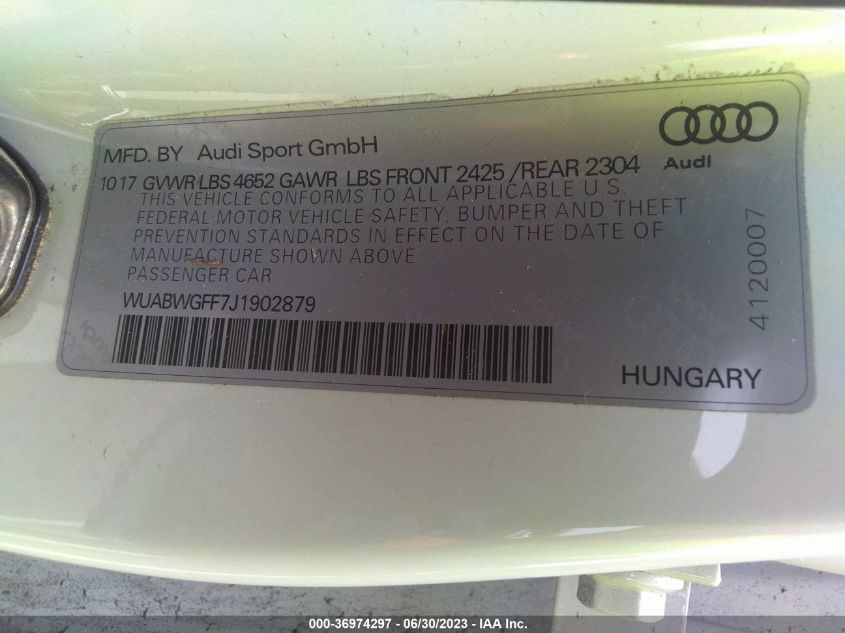 MFD. BY Audi Sport GmbH
Audi
10 17 GVWR LBS 4652 GAWR LBS FRONT 2425 /REAR 2304
THIS VEHICLE CONFORMS TO ALL APPLICABLE U.S.
FEDERAL MOTOR VEHICLE SAFETY, BUMPER AND THEFT
PREVENTION STANDARDS IN EFFECT ON THE DATE OF
MANUFACTURE SHOWN ABOVE
PASSENGER CAR
WUABWGFF7J1902879
4120007
HUNGARY
000-36974297 - 06/30/2023 - IAA Inc.